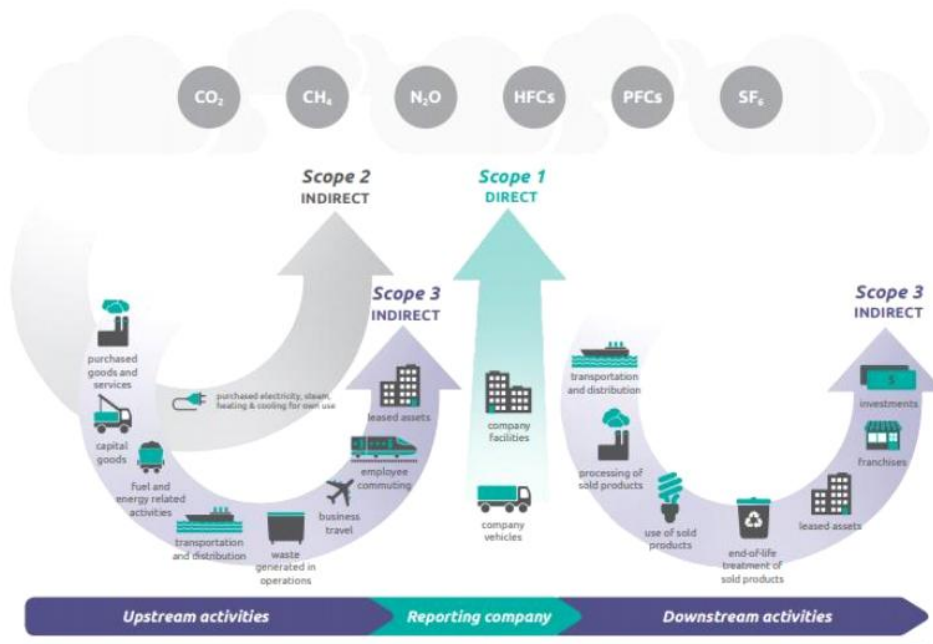 CO₂
CH₄
N₂O
HFCs
PFCs
SF₆
Scope 2
INDIRECT
Scope 1
DIRECT
Scope 3
INDIRECT
Scope 3
INDIRECT
purchased
goods and
services
capital
goods
fuel and
energy related
activities
transportation
and distribution
waste
generated in
operations
business
travel
employee
commuting
leased assets
purchased electricity, steam,
heating & cooling for own use
company
facilities
company
vehicles
transportation
and distribution
processing of
sold products
use of sold
products
end-of-life
treatment of
sold products
leased assets
franchises
$
investments
Upstream activities
Reporting company
Downstream activities